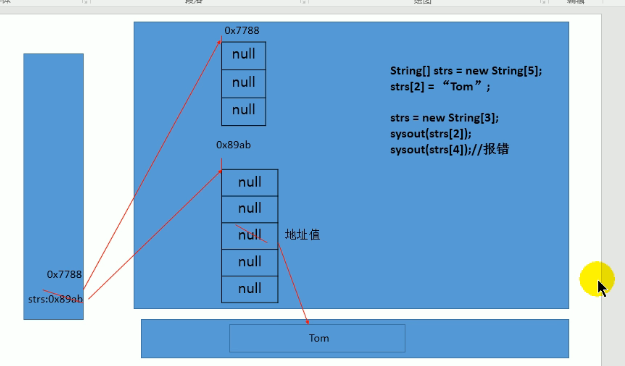 0x7788
null
null
null
0x89ab
null
null
null
null
null
地址值
String[] strs = new String[5];
strs[2] = “Tom”;
strs = new String[3];
sysout(strs[2]);
sysout(strs[4]);//报错
0x7788
strs:0x89ab
Tom